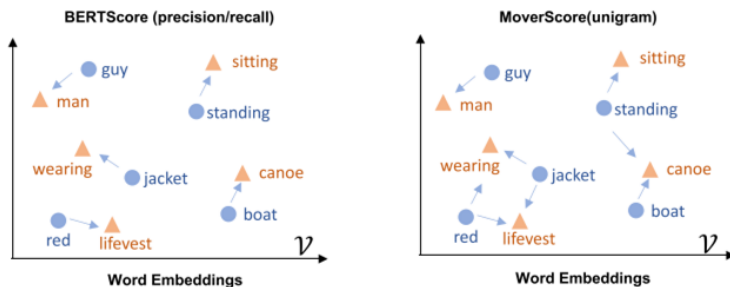 BERTScore (precision/recall)
guy
sitting
man
standing
wearing
jacket
canoe
boat
red
lifevest
𝒱
Word Embeddings
MoverScore(unigram)
sitting
guy
man
standing
wearing
jacket
canoe
boat
red
lifevest
𝒱
Word Embeddings